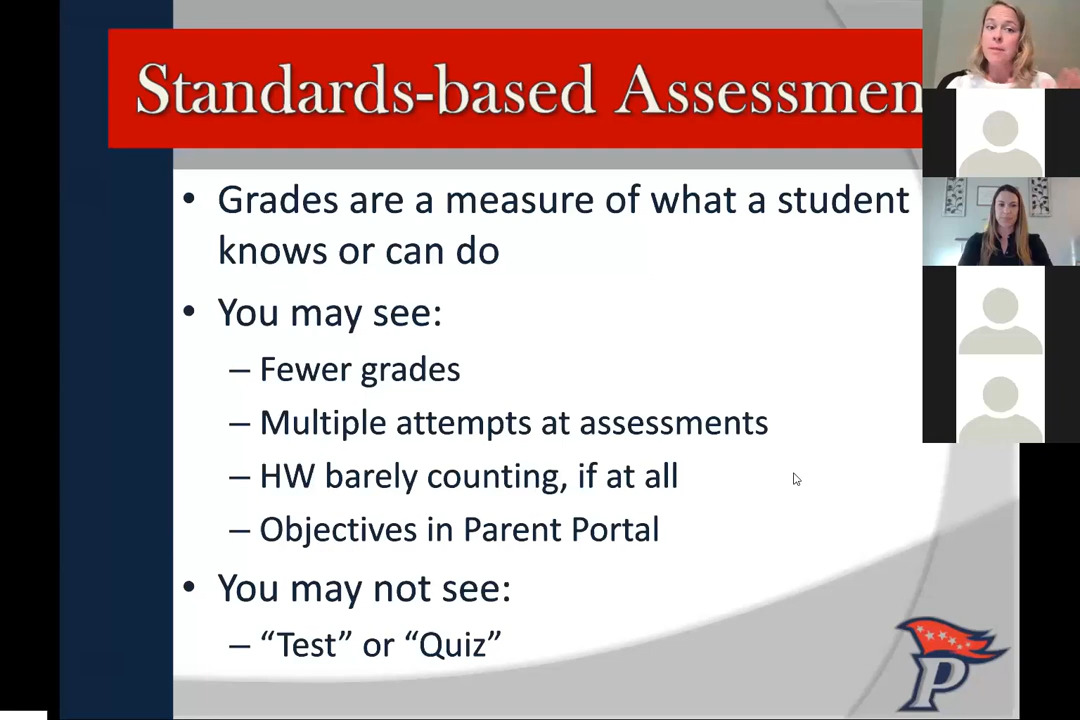 Standards-based Assessmen
• Grades are a measure of what a student
knows or can do
• You may see:
– Fewer grades
– Multiple attempts at assessments
– HW barely counting, if at all
– Objectives in Parent Portal
• You may not see:
– “Test” or “Quiz”
P